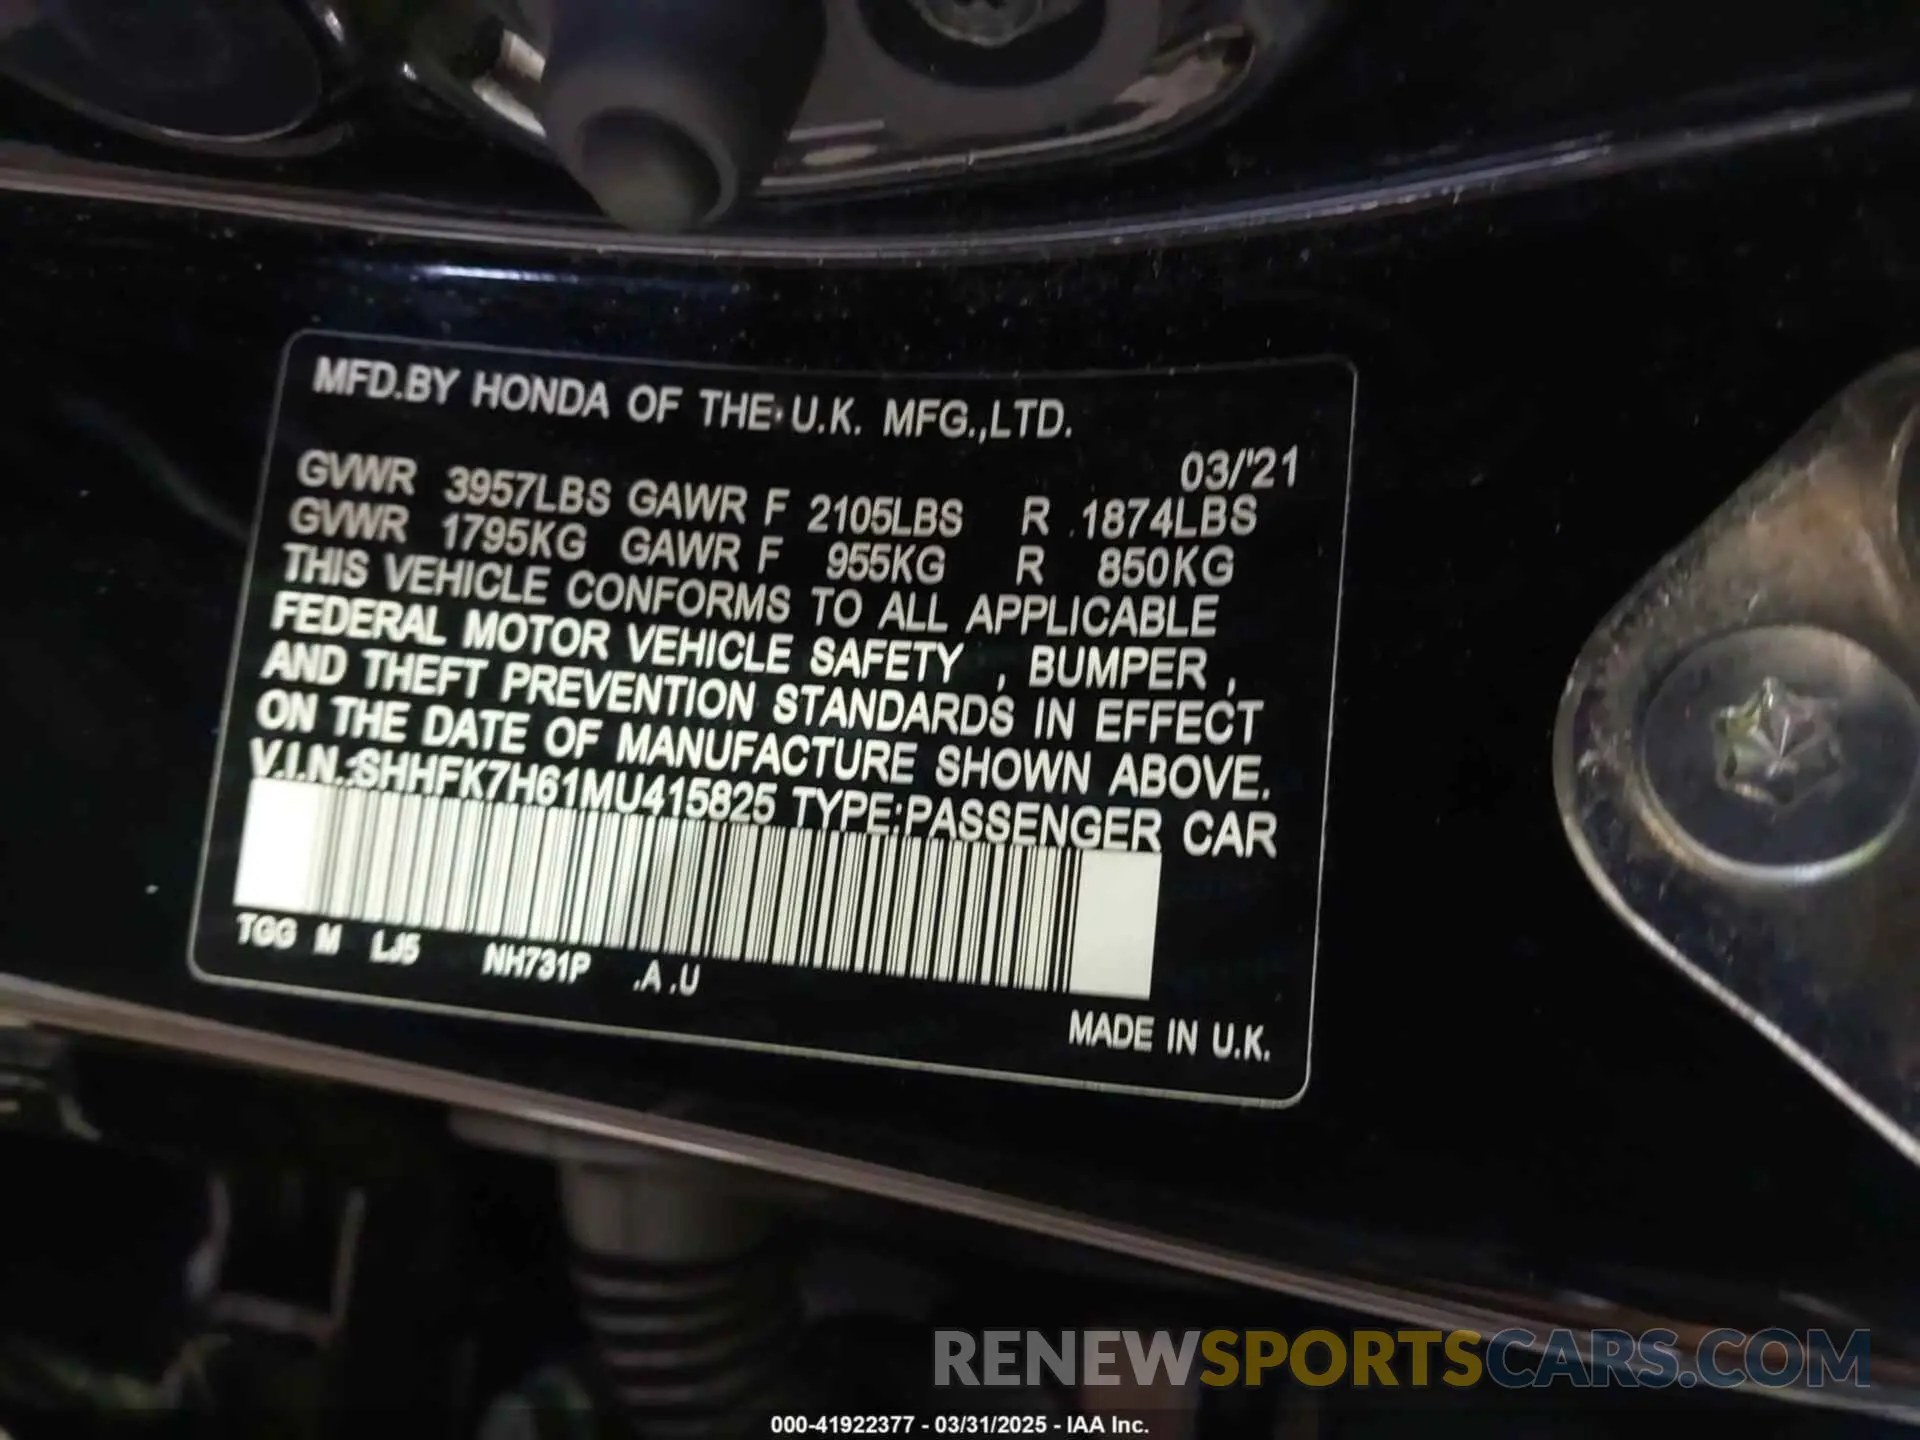 MFD.BY HONDA OF THE U.K. MFG.,LTD.
03/'21
GVWR 3957LBS GAWR F 2105LBS R 1874LBS
GVWR 1795KG GAWR F 955KG R 850KG
THIS VEHICLE CONFORMS TO ALL APPLICABLE
FEDERAL MOTOR VEHICLE SAFETY , BUMPER ,
AND THEFT PREVENTION STANDARDS IN EFFECT
ON THE DATE OF MANUFACTURE SHOWN ABOVE.
V.I.N.:SHHFK7H61MU415825 TYPE:PASSENGER CAR
TGG M LJ5 NH731P .A .U
MADE IN U.K.
RENEWSPORTSCARS.COM
000-41922377 - 03/31/2025 - IAA Inc.